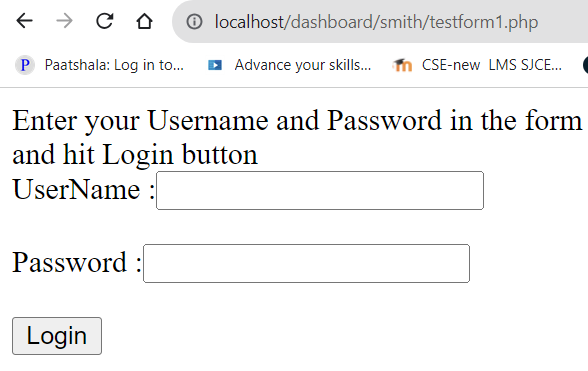 localhost/dashboard/smith/testform1.php
P Paatshala: Log in to... Advance your skills... m CSE-new LMS SJCE...
Enter your Username and Password in the form
and hit Login button
UserName :
Password :
Login